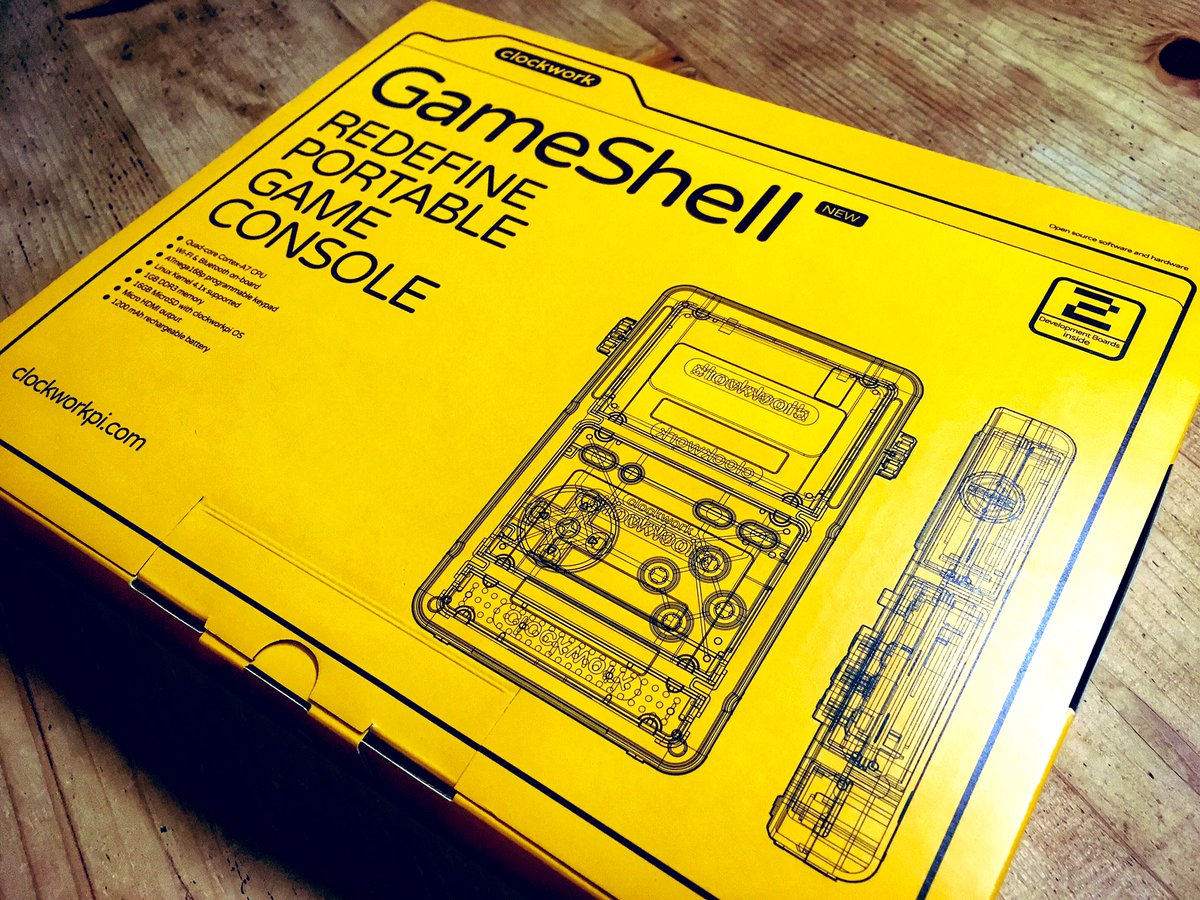 clockwork
GameShell NEW
REDEFINE
PORTABLE
GAME
CONSOLE
Open source software and hardware
• Quad-core Cortex-A7 CPU
• Wi-Fi & Bluetooth on-board
• ATmega168p programmable keypad
• Linux Kernel 4.1x supported
• 1GB DDR3 memory
• 16GB MicroSD with clockworkpi OS
• Micro HDMI output
• 1200 mAh rechargeable battery
clockworkpi.com
2
Development Boards
Inside
clockwork